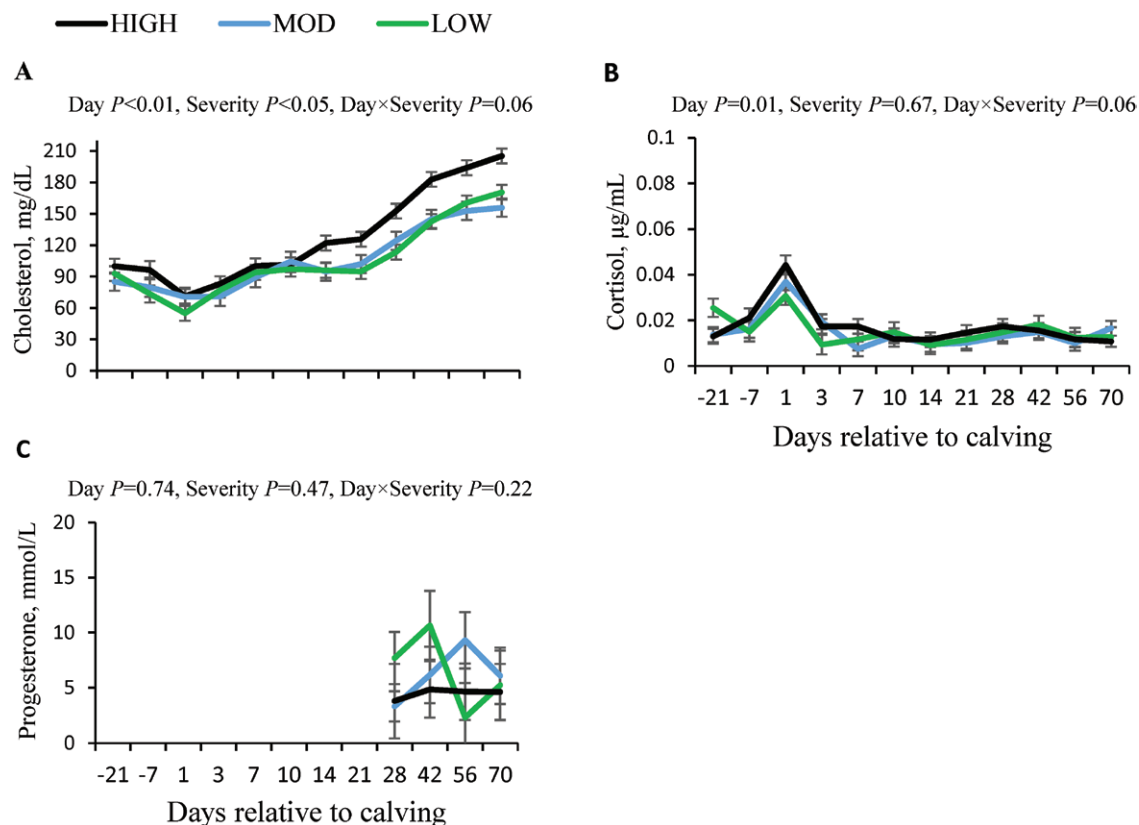 HIGH MOD LOW
A
Day P<0.01, Severity P<0.05, Day×Severity P=0.06
Cholesterol, mg/dL
210
180
150
120
90
60
30
0
B
Day P=0.01, Severity P=0.67, Day×Severity P=0.06
Cortisol, µg/mL
0.1
0.08
0.06
0.04
0.02
0
-21 -7 1 3 7 10 14 21 28 42 56 70
Days relative to calving
C
Day P=0.74, Severity P=0.47, Day×Severity P=0.22
Progesterone, mmol/L
20
15
10
5
0
-21 -7 1 3 7 10 14 21 28 42 56 70
Days relative to calving